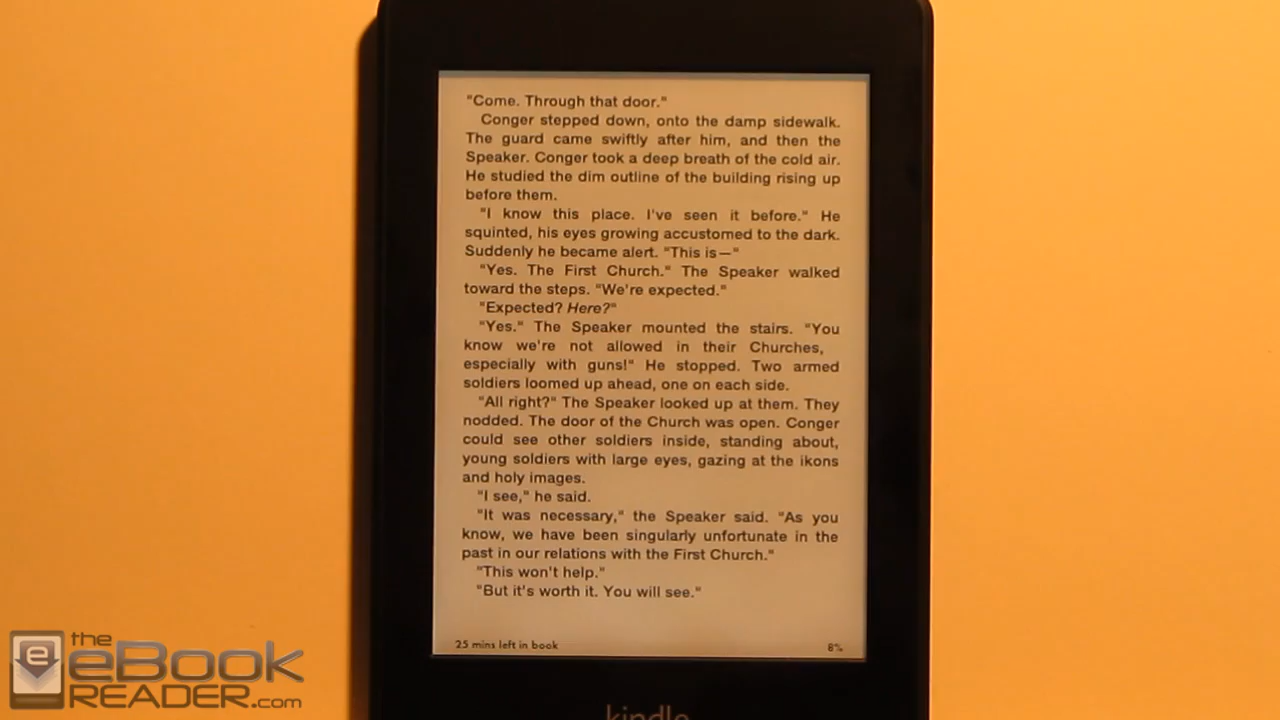 "Come. Through that door."
Conger stepped down, onto the damp sidewalk.
The guard came swiftly after him, and then the
Speaker. Conger took a deep breath of the cold air.
He studied the dim outline of the building rising up
before them.
"I know this place. I've seen it before." He
squinted, his eyes growing accustomed to the dark.
Suddenly he became alert. "This is—"
"Yes. The First Church." The Speaker walked
toward the steps. "We're expected."
"Expected? Here?"
"Yes." The Speaker mounted the stairs. "You
know we're not allowed in their Churches,
especially with guns!" He stopped. Two armed
soldiers loomed up ahead, one on each side.
"All right?" The Speaker looked up at them. They
nodded. The door of the Church was open. Conger
could see other soldiers inside, standing about,
young soldiers with large eyes, gazing at the ikons
and holy images.
"I see," he said.
"It was necessary," the Speaker said. "As you
know, we have been singularly unfortunate in the
past in our relations with the First Church."
"This won't help."
"But it's worth it. You will see."
25 mins left in book 8%
kindle
the
eBook
READER.com
e